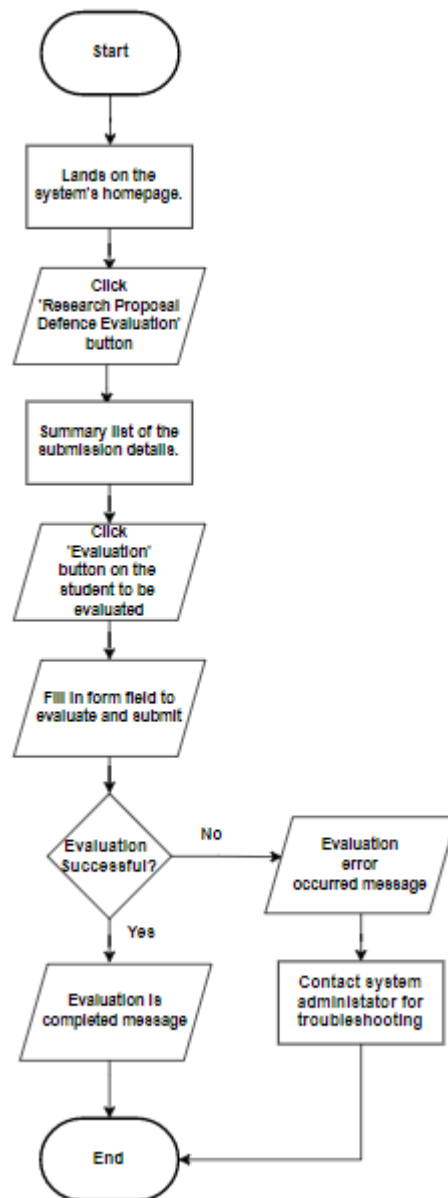 Start
Lands on the
system's homepage.
Click
'Research Proposal
Defence Evaluation'
button
Summary list of the
submission details.
Click
'Evaluation'
button on the
student to be
evaluated
Fill in form field to
evaluate and submit
Evaluation
Successful?
No
Evaluation
error
occurred message
Yes
Evaluation is
completed message
Contact system
administator for
troubleshooting
End